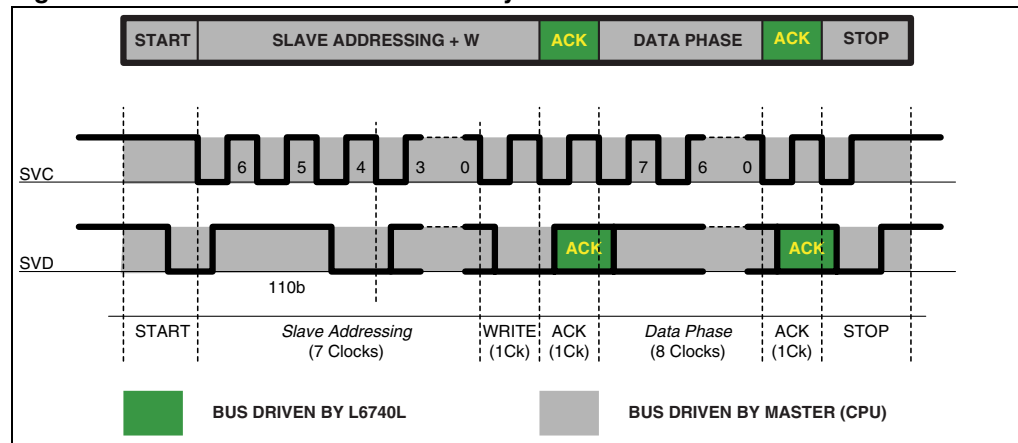 START SLAVE ADDRESSING + W ACK DATA PHASE ACK STOP
SVC 6 5 4 3 0 7 6 0
SVD ACK ACK
110b
START Slave Addressing WRITE ACK Data Phase ACK STOP
(7 Clocks) (1Ck) (1Ck) (8 Clocks) (1Ck)
BUS DRIVEN BY L6740L BUS DRIVEN BY MASTER (CPU)